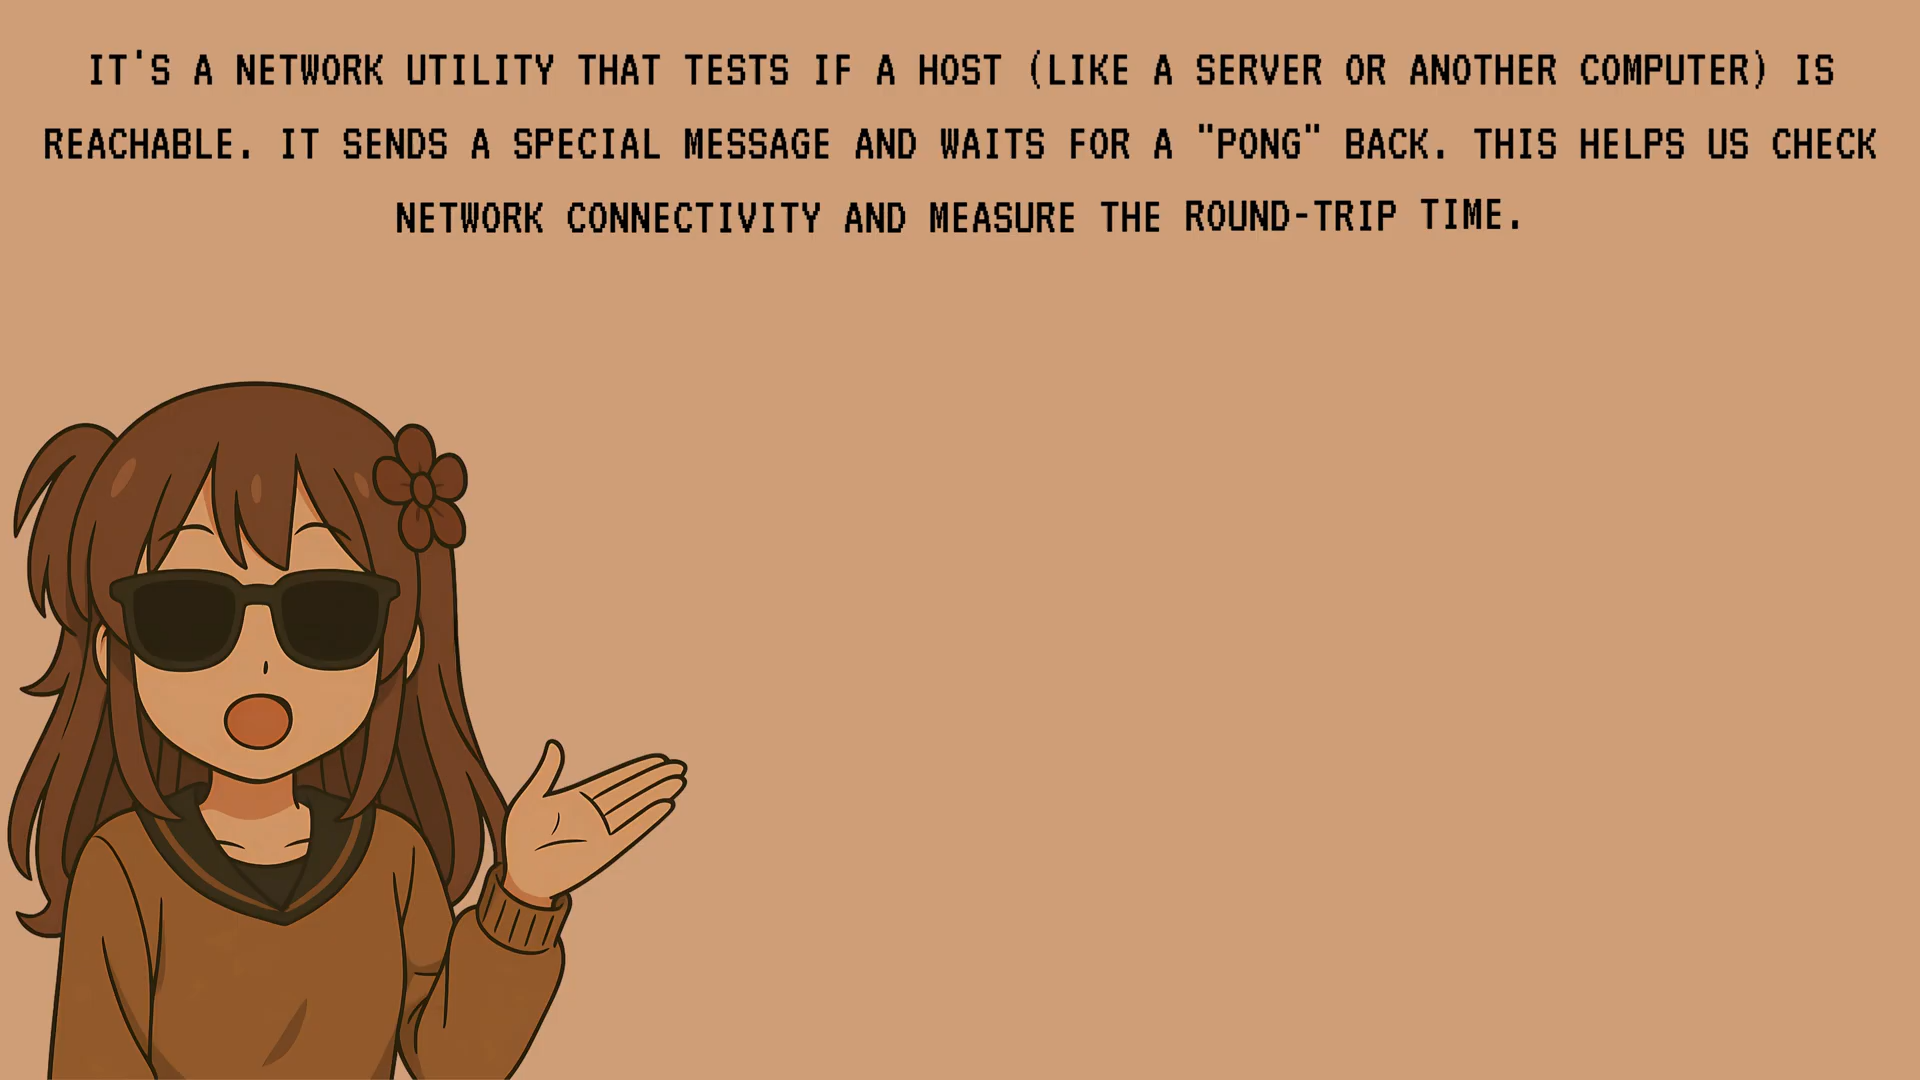 IT'S A NETWORK UTILITY THAT TESTS IF A HOST (LIKE A SERVER OR ANOTHER COMPUTER) IS
REACHABLE. IT SENDS A SPECIAL MESSAGE AND WAITS FOR A "PONG" BACK. THIS HELPS US CHECK
NETWORK CONNECTIVITY AND MEASURE THE ROUND-TRIP TIME.